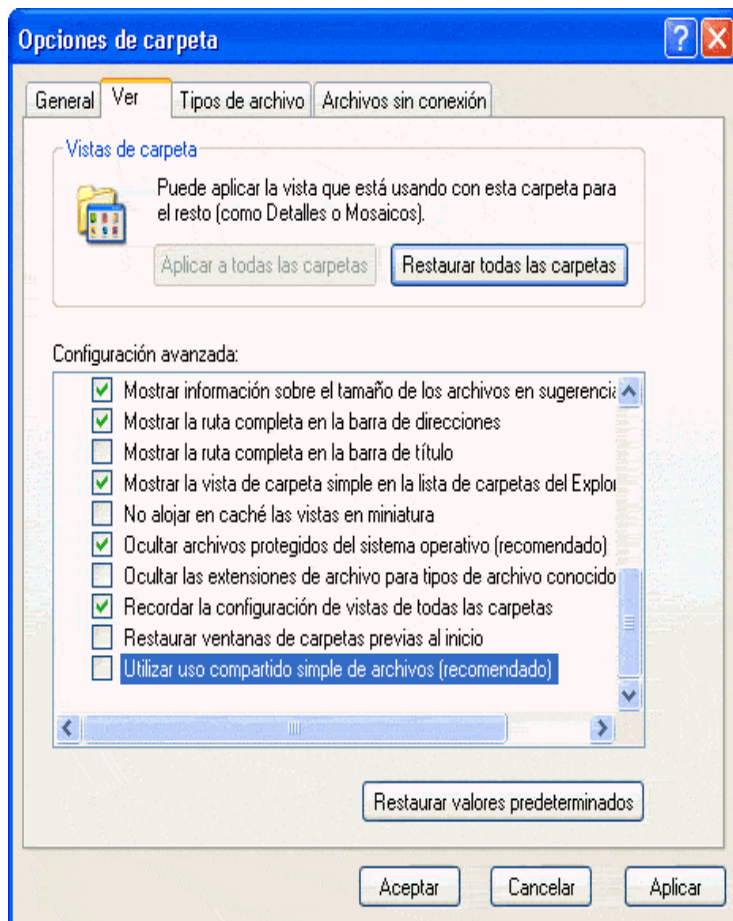 Opciones de carpeta
General Ver Tipos de archivo Archivos sin conexión
Vistas de carpeta
Puede aplicar la vista que está usando con esta carpeta para
el resto (como Detalles o Mosaicos).
Aplicar a todas las carpetas Restaurar todas las carpetas
Configuración avanzada:
Mostrar información sobre el tamaño de los archivos en sugerencia
Mostrar la ruta completa en la barra de direcciones
Mostrar la ruta completa en la barra de título
Mostrar la vista de carpeta simple en la lista de carpetas del Explor
No alojar en caché las vistas en miniatura
Ocultar archivos protegidos del sistema operativo (recomendado)
Ocultar las extensiones de archivo para tipos de archivo conocido
Recordar la configuración de vistas de todas las carpetas
Restaurar ventanas de carpetas previas al inicio
Utilizar uso compartido simple de archivos (recomendado)
Restaurar valores predeterminados
Aceptar Cancelar Aplicar